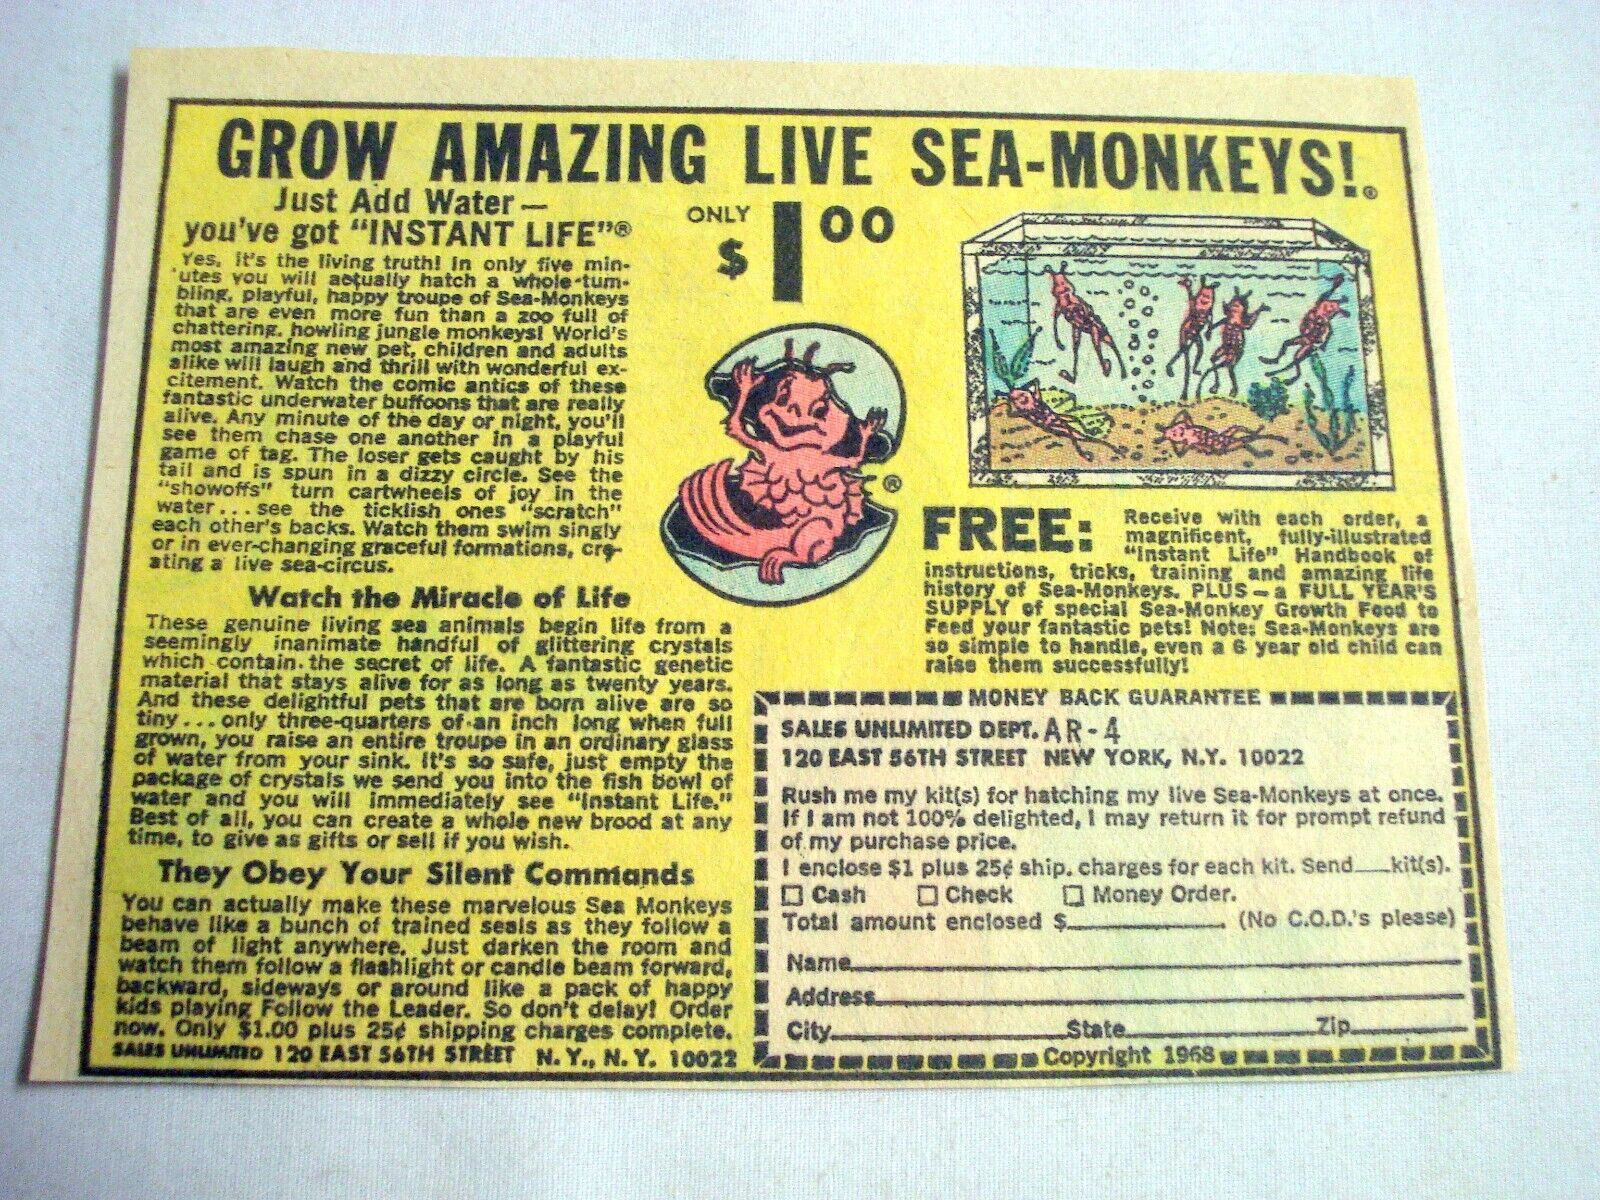 GROW AMAZING LIVE SEA-MONKEYS!®
Just Add Water—
you've got "INSTANT LIFE"®
Yes, it's the living truth! In only five min-
utes you will actually hatch a whole tum-
bling, playful, happy troupe of Sea-Monkeys
that are even more fun than a zoo full of
chattering, howling jungle monkeys! World's
most amazing new pet, children and adults
alike will laugh and thrill with wonderful ex-
citement. Watch the comic antics of these
fantastic underwater buffoons that are really
alive. Any minute of the day or night, you'll
see them chase one another in a playful
game of tag. The loser gets caught by his
tail and is spun in a dizzy circle. See the
"showoffs" turn cartwheels of joy in the
water...see the ticklish ones "scratch"
each other's backs. Watch them swim singly
or in ever-changing graceful formations, cre-
ating a live sea-circus.
Watch the Miracle of Life
These genuine living sea animals begin life from a
seemingly inanimate handful of glittering crystals
which contain the secret of life. A fantastic genetic
material that stays alive for as long as twenty years.
And these delightful pets that are born alive are so
tiny...only three-quarters of an inch long when full
grown, you raise an entire troupe in an ordinary glass
of water from your sink. It's so safe, just empty the
package of crystals we send you into the fish bowl of
water and you will immediately see "Instant Life."
Best of all, you can create a whole new brood at any
time, to give as gifts or sell if you wish.
They Obey Your Silent Commands
You can actually make these marvelous Sea Monkeys
behave like a bunch of trained seals as they follow a
beam of light anywhere. Just darken the room and
watch them follow a flashlight or candle beam forward,
backward, sideways or around like a pack of happy
kids playing Follow the Leader. So don't delay! Order
now. Only $1.00 plus 25¢ shipping charges complete.
SALES UNLIMITED 120 EAST 56TH STREET N.Y., N.Y. 10022
ONLY
$1.00
®
FREE: Receive with each order, a
magnificent, fully-illustrated
"Instant Life" Handbook of
instructions, tricks, training and amazing life
history of Sea-Monkeys. PLUS—a FULL YEAR'S
SUPPLY of special Sea-Monkey Growth Food to
Feed your fantastic pets! Note: Sea-Monkeys are
so simple to handle, even a 6 year old child can
raise them successfully!
MONEY BACK GUARANTEE
SALES UNLIMITED DEPT. AR-4
120 EAST 56TH STREET NEW YORK, N.Y. 10022
Rush me my kit(s) for hatching my live Sea-Monkeys at once.
If I am not 100% delighted, I may return it for prompt refund
of my purchase price.
I enclose $1 plus 25¢ ship. charges for each kit. Send___kit(s).
☐ Cash ☐ Check ☐ Money Order.
Total amount enclosed $__________. (No C.O.D.'s please)
Name__________
Address__________
City__________State__________Zip__________
Copyright 1968